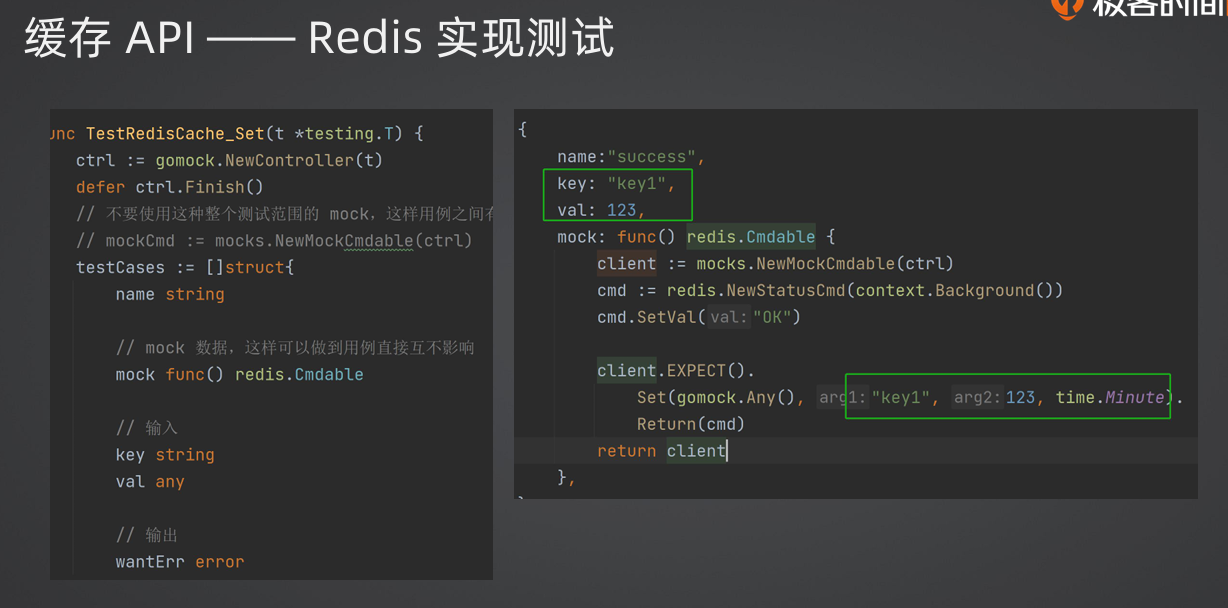 缓存 API —— Redis 实现测试
极客时间
unc TestRedisCache_Set(t *testing.T) {
ctrl := gomock.NewController(t)
defer ctrl.Finish()
// 不要使用这种整个测试范围的 mock，这样用例之间有
// mockCmd := mocks.NewMockCmdable(ctrl)
testCases := []struct{
name string
// mock 数据，这样可以做到用例直接互不影响
mock func() redis.Cmdable
// 输入
key string
val any
// 输出
wantErr error
{
name:"success",
key: "key1",
val: 123,
mock: func() redis.Cmdable {
client := mocks.NewMockCmdable(ctrl)
cmd := redis.NewStatusCmd(context.Background())
cmd.SetVal( val: "OK")
client.EXPECT().
Set(gomock.Any(), arg1: "key1", arg2: 123, time.Minute).
Return(cmd)
return client
},